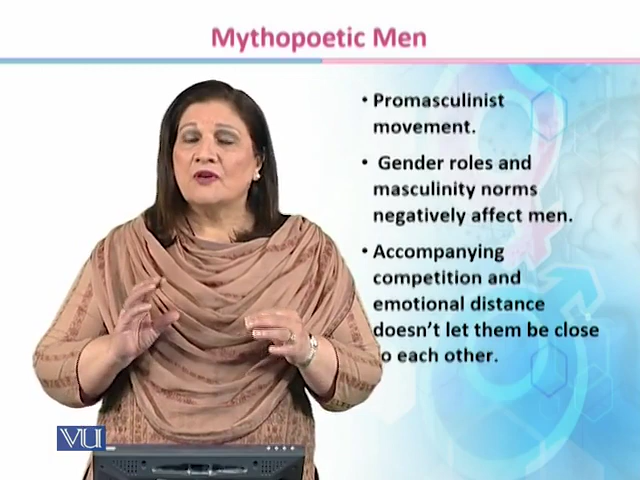 Mythopoetic Men
• Promasculinist
movement.
• Gender roles and
masculinity norms
negatively affect men.
• Accompanying
competition and
emotional distance
doesn't let them be close
o each other.
VU